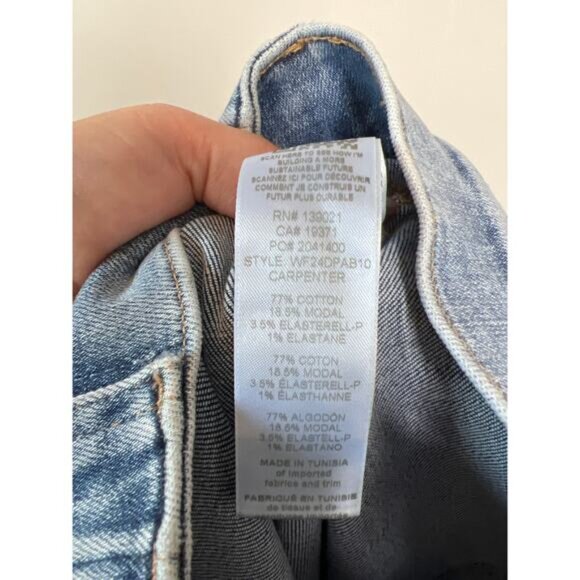 SCAN HERE TO SEE HOW I'M
BUILDING A MORE
SUSTAINABLE FUTURE
SCANNEZ ICI POUR DÉCOUVRIR
COMMENT JE CONSTRUIS UN
FUTUR PLUS DURABLE
RN# 139021
CA# 19371
PO# 2041400
STYLE: WF24DPAB10
CARPENTER
77% COTTON
18.5% MODAL
3.5% ELASTERELL-P
1% ELASTANE
77% COTON
18.5% MODAL
3.5% ÉLASTERELL-P
1% ÉLASTHANNE
77% ALGODÓN
18.5% MODAL
3.5% ELASTELL-P
1% ELASTANO
MADE IN TUNISIA
of imported
fabrics and trim
FABRIQUÉ EN TUNISIE
de tissus et de
produits importés